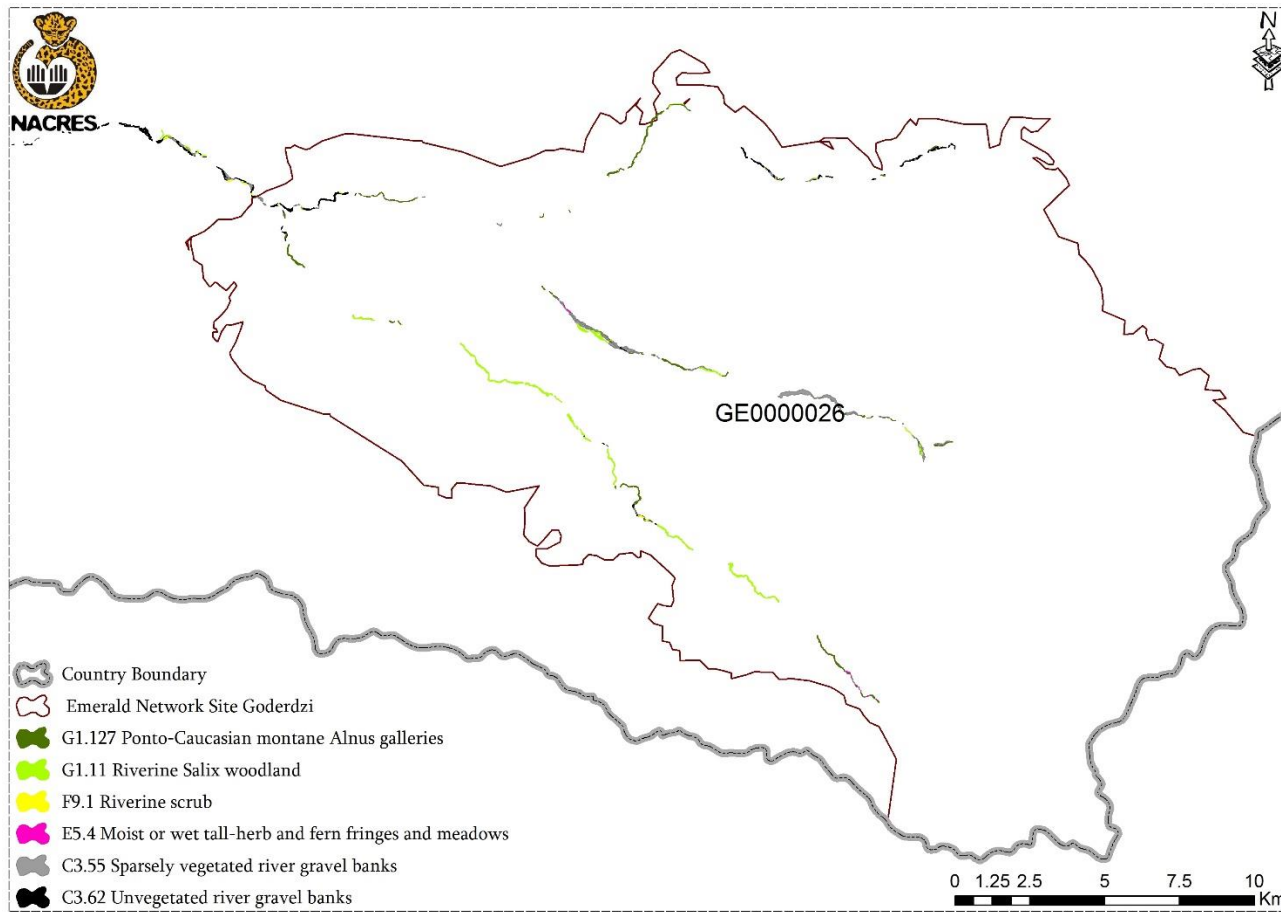 NACRES
N
GE0000026
Country Boundary
Emerald Network Site Goderdzi
G1.127 Ponto-Caucasian montane Alnus galleries
G1.11 Riverine Salix woodland
F9.1 Riverine scrub
E5.4 Moist or wet tall-herb and fern fringes and meadows
C3.55 Sparsely vegetated river gravel banks
C3.62 Unvegetated river gravel banks
0 1.25 2.5 5 7.5 10
Km